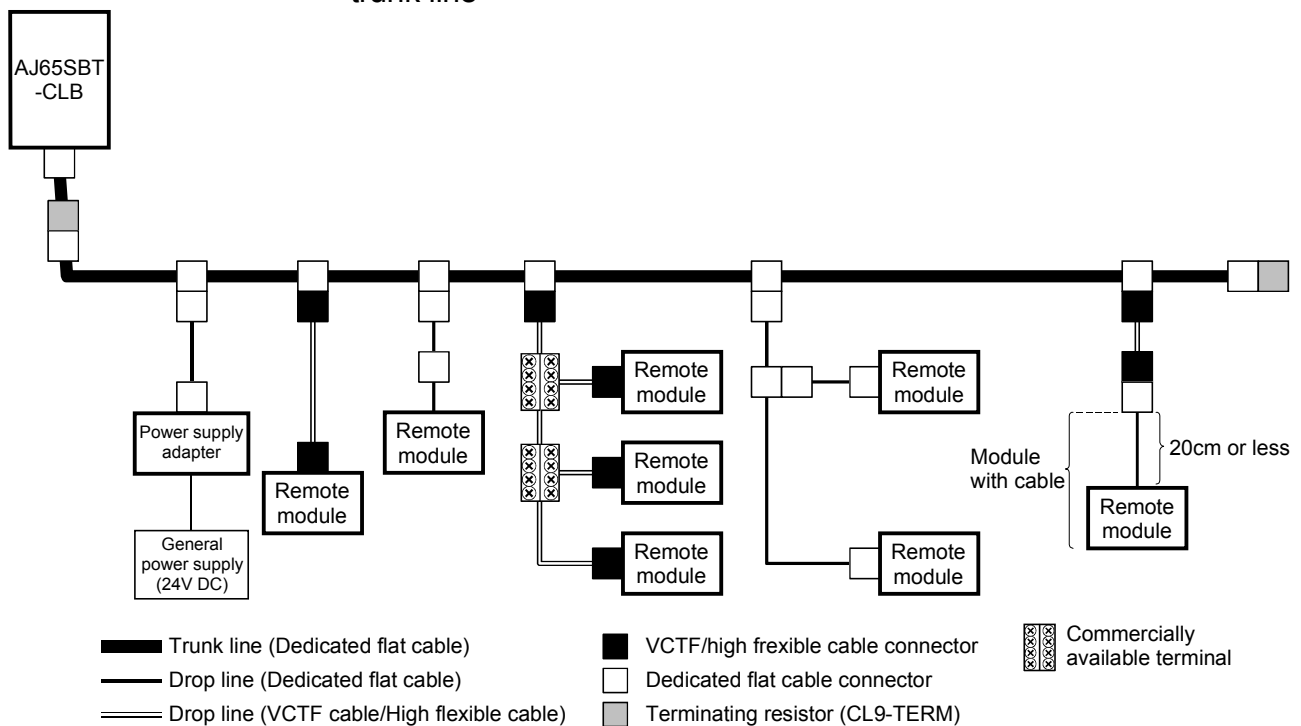 trunk line
AJ65SBT
-CLB
Power supply
adapter
General
power supply
(24V DC)
Remote
module
Remote
module
Remote
module
Remote
module
Remote
module
Remote
module
Remote
module
Module
with cable
20cm or less
Remote
module
Trunk line (Dedicated flat cable)
Drop line (Dedicated flat cable)
Drop line (VCTF cable/High flexible cable)
VCTF/high frexible cable connector
Dedicated flat cable connector
Terminating resistor (CL9-TERM)
Commercially
available terminal